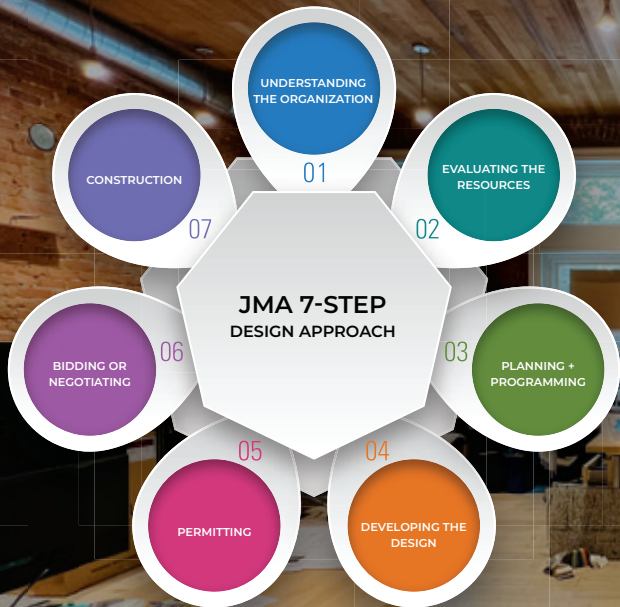 JMA 7-STEP
DESIGN APPROACH
UNDERSTANDING
THE ORGANIZATION
01
EVALUATING THE
RESOURCES
02
PLANNING +
PROGRAMMING
03
DEVELOPING THE
DESIGN
04
PERMITTING
05
BIDDING OR
NEGOTIATING
06
CONSTRUCTION
07